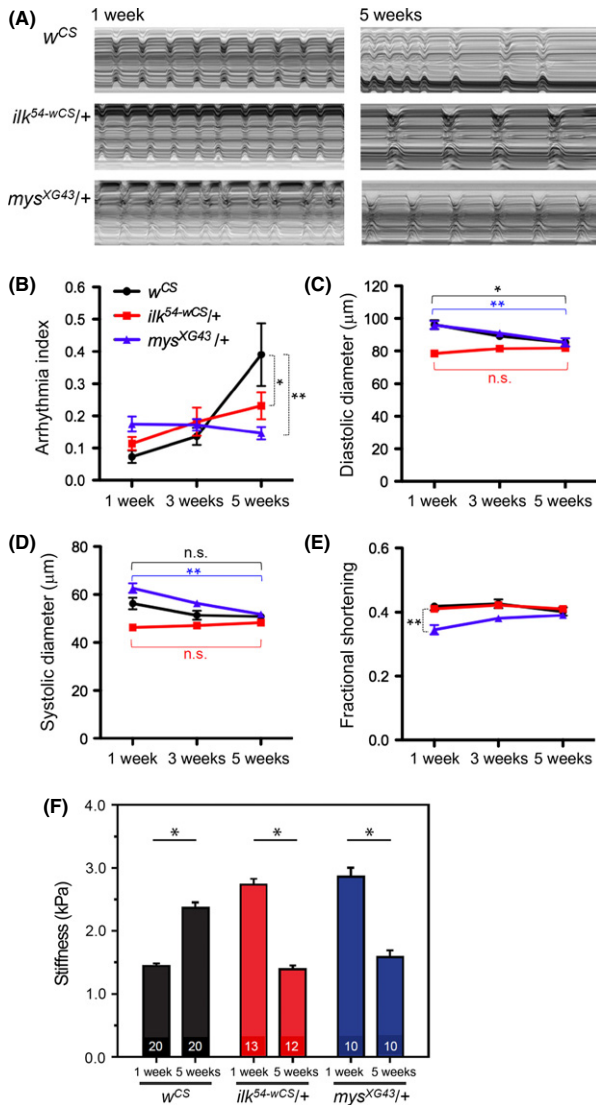 (A)
1 week
5 weeks
w^CS
ilk^54-wCS/+
mys^XG43/+
(B)
Arrhythmia index
0.6
0.5
0.4
0.3
0.2
0.1
0.0
w^CS
ilk^54-wCS/+
mys^XG43/+
*
**
1 week 3 weeks 5 weeks
(C)
Diastolic diameter (μm)
120
100
80
60
40
20
0
*
**
n.s.
1 week 3 weeks 5 weeks
(D)
Systolic diameter (μm)
80
60
40
20
0
n.s.
**
n.s.
1 week 3 weeks 5 weeks
(E)
Fractional shortening
0.6
0.4
0.2
0.0
**
1 week 3 weeks 5 weeks
(F)
Stiffness (kPa)
4.0
3.0
2.0
1.0
0.0
* * *
20 20 13 12 10 10
1 week 5 weeks 1 week 5 weeks 1 week 5 weeks
w^CS ilk^54-wCS/+ mys^XG43/+